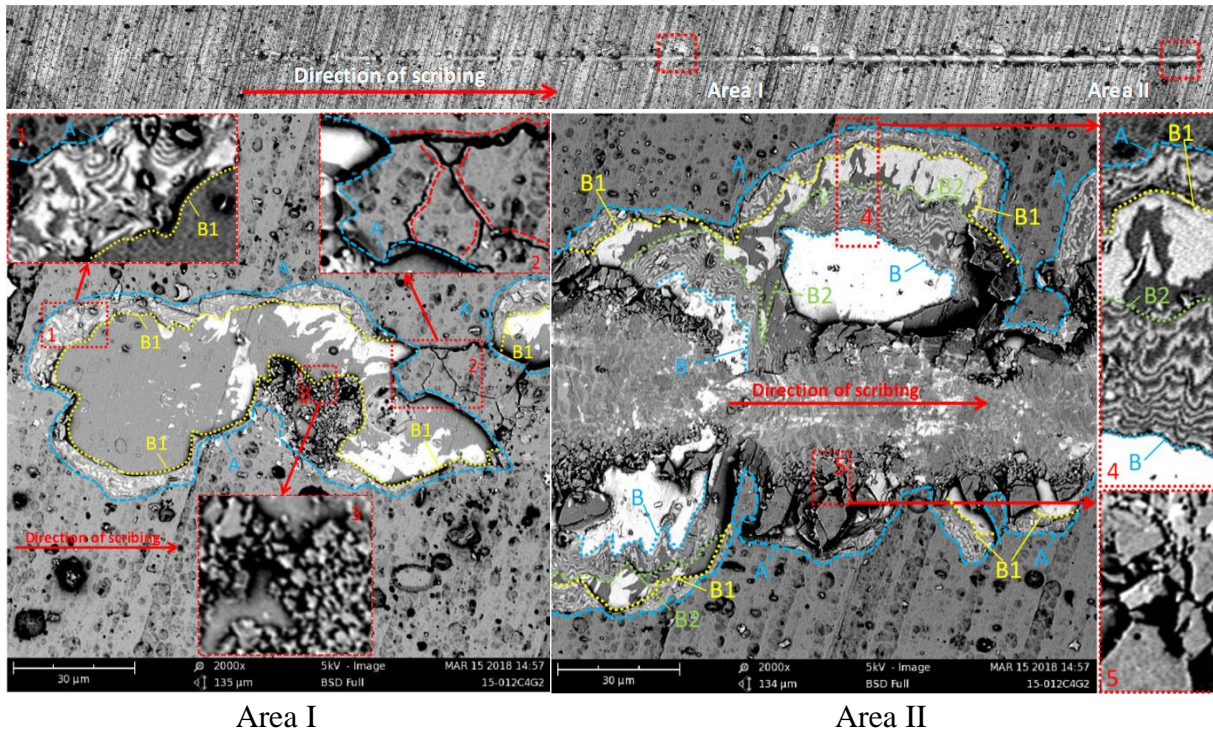 Direction of scribing
Area I
Area II
1
A
B1
A
2
A
A
1
B1
B1
2
3
B1
B1
A
3
Direction of scribing
30 µm
2000x
135 µm
5kV - Image
BSD Full
MAR 15 2018 14:57
15-012C4G2
A
B1
B2
4
B1
A
B
B2
B
Direction of scribing
5
B
A
B1
B1
A
B2
30 µm
2000x
134 µm
5kV - Image
BSD Full
MAR 15 2018 14:57
15-012C4G2
A
B1
B2
B
4
5
Area I
Area II